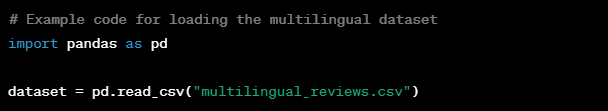 # Example code for loading the multilingual dataset
import pandas as pd
dataset = pd.read_csv("multilingual_reviews.csv")